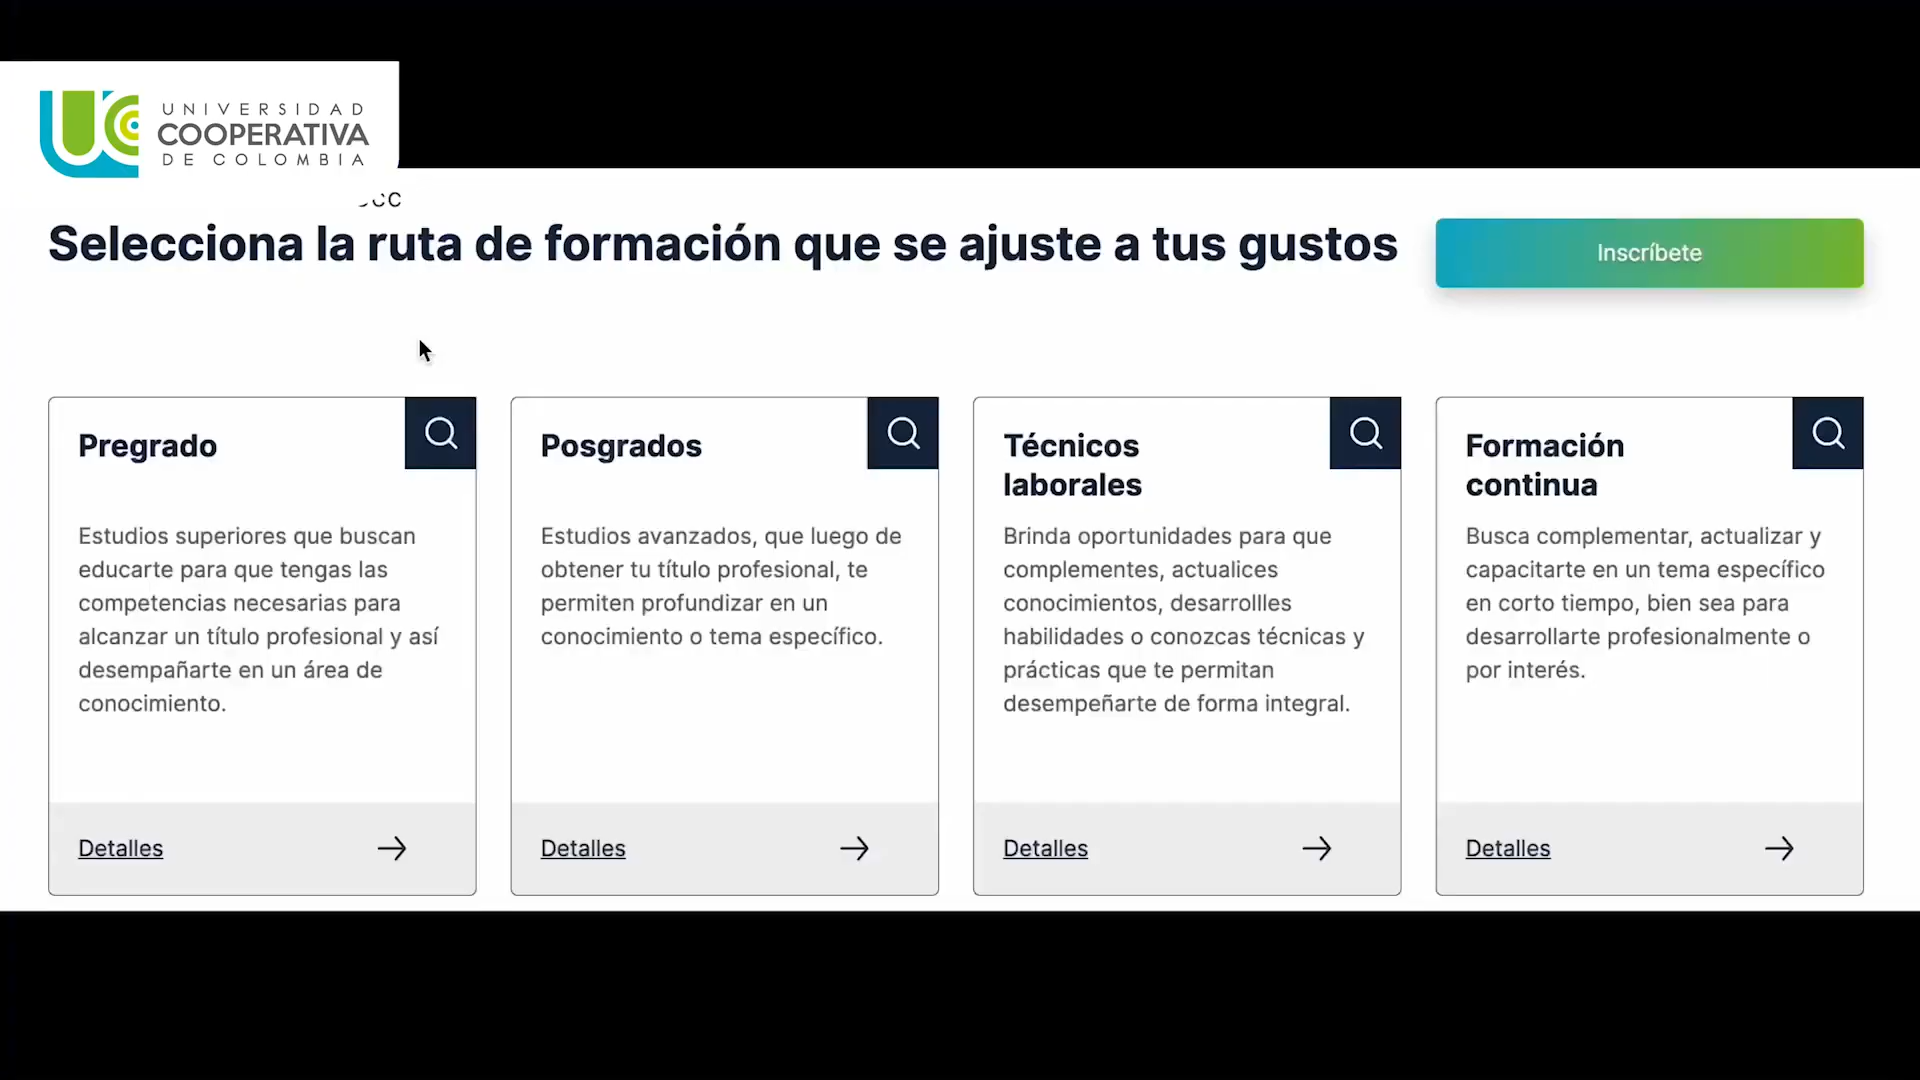 UNIVERSIDAD
COOPERATIVA
DE COLOMBIA
Selecciona la ruta de formación que se ajuste a tus gustos
Inscríbete
Pregrado
Estudios superiores que buscan
educarte para que tengas las
competencias necesarias para
alcanzar un título profesional y así
desempañarte en un área de
conocimiento.
Detalles
Posgrados
Estudios avanzados, que luego de
obtener tu título profesional, te
permiten profundizar en un
conocimiento o tema específico.
Detalles
Técnicos
laborales
Brinda oportunidades para que
complementes, actualices
conocimientos, desarrollles
habilidades o conozcas técnicas y
prácticas que te permitan
desempeñarte de forma integral.
Detalles
Formación
continua
Busca complementar, actualizar y
capacitarte en un tema específico
en corto tiempo, bien sea para
desarrollarte profesionalmente o
por interés.
Detalles